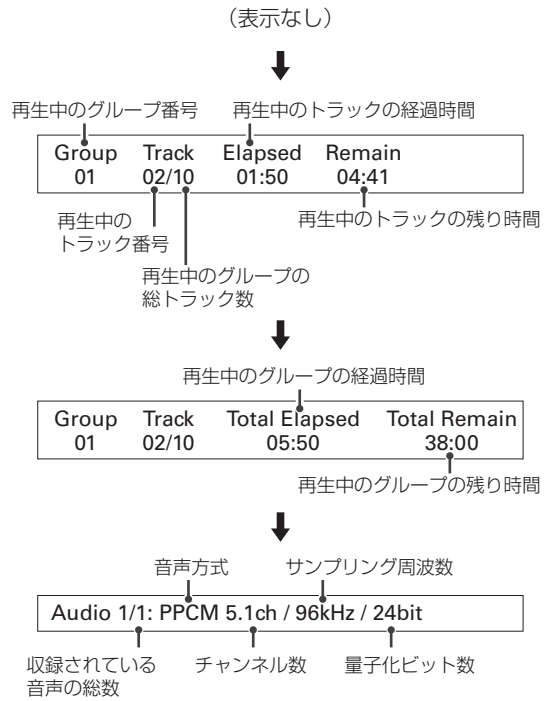 （表示なし）
再生中のグループ番号
再生中のトラックの経過時間
Group Track Elapsed Remain
01 02/10 01:50 04:41
再生中の
トラック番号
再生中のトラックの残り時間
再生中のグループの
総トラック数
再生中のグループの経過時間
Group Track Total Elapsed Total Remain
01 02/10 05:50 38:00
再生中のグループの残り時間
音声方式
サンプリング周波数
Audio 1/1: PPCM 5.1ch / 96kHz / 24bit
収録されている
音声の総数
チャンネル数
量子化ビット数